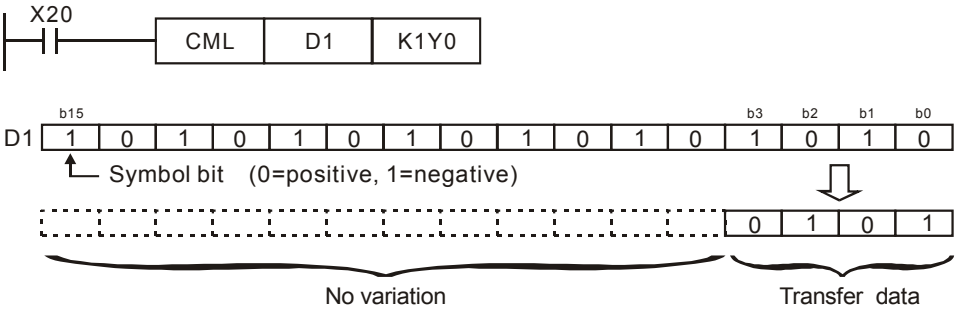 X20
CML D1 K1Y0
b15 b3 b2 b1 b0
D1 1 0 1 0 1 0 1 0 1 0 1 0 1 0 1 0
Symbol bit (0=positive, 1=negative)
0 1 0 1
No variation Transfer data